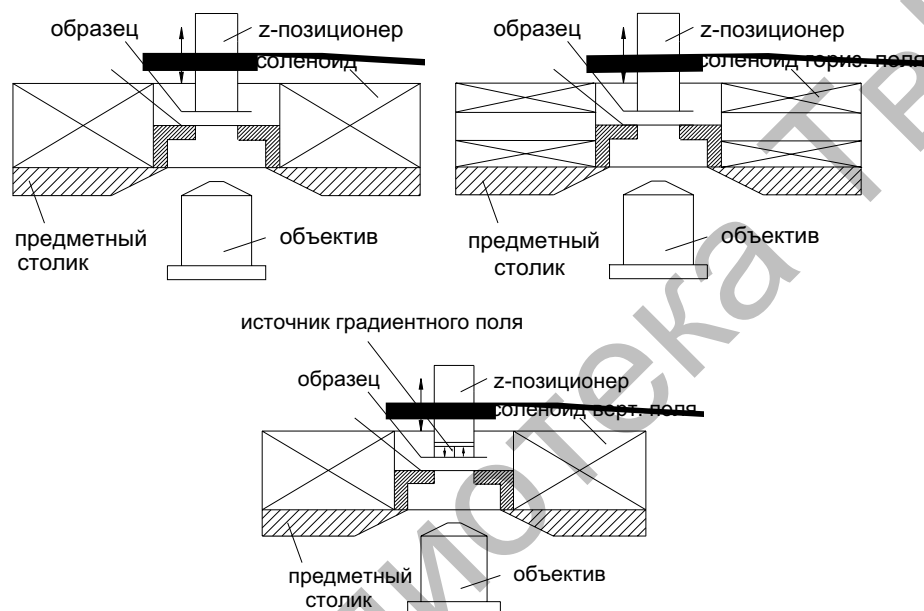 образец
z-позиционер
соленоид
предметный
столик
объектив
образец
z-позиционер
соленоид гориз. поля
предметный
столик
объектив
источник градиентного поля
образец
z-позиционер
соленоид верт. поля
предметный
столик
объектив